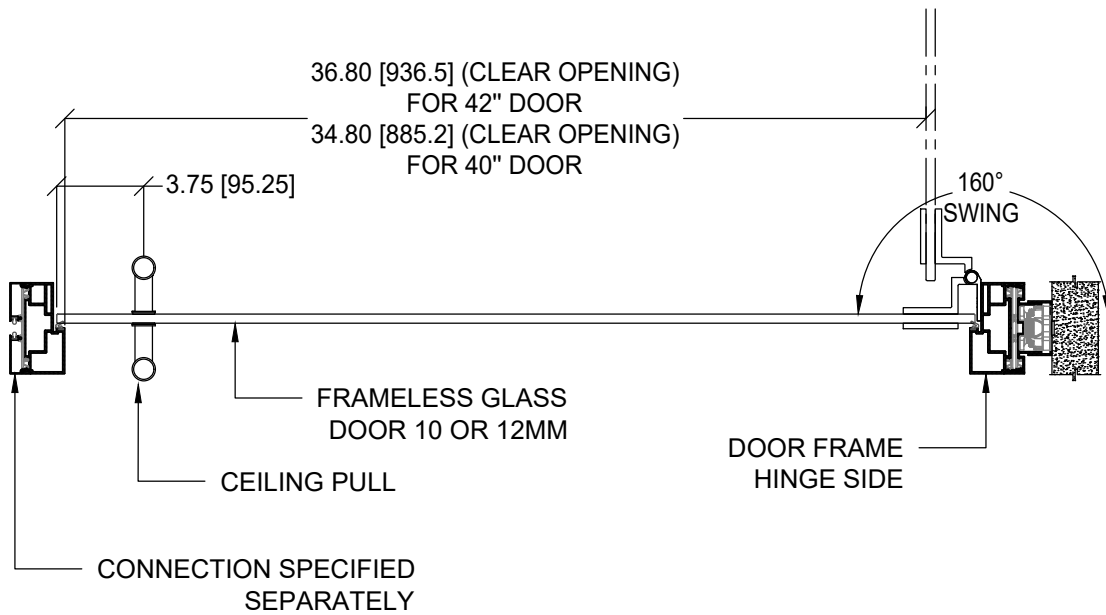 36.80 [936.5] (CLEAR OPENING)
FOR 42" DOOR
34.80 [885.2] (CLEAR OPENING)
FOR 40" DOOR
3.75 [95.25]
160°
SWING
FRAMELESS GLASS
DOOR 10 OR 12MM
DOOR FRAME
HINGE SIDE
CEILING PULL
CONNECTION SPECIFIED
SEPARATELY